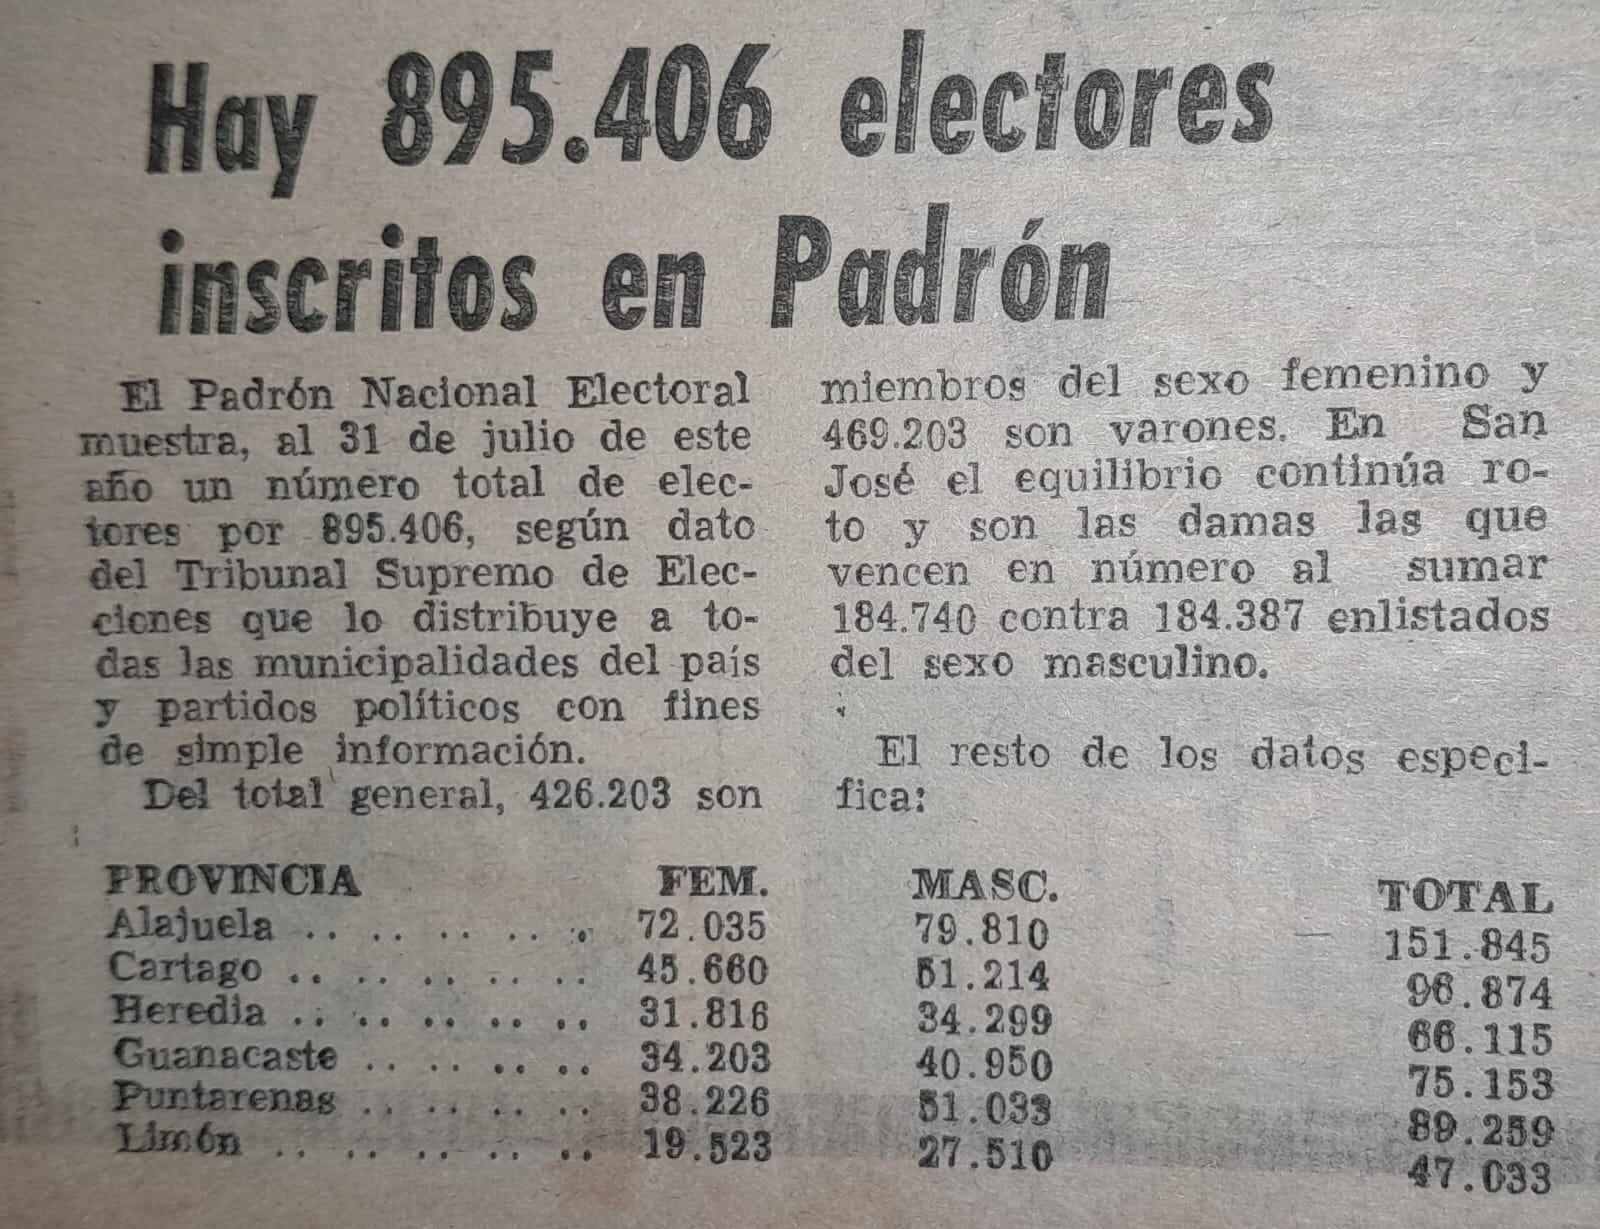 Hay 895.406 electores
inscritos en Padrón
El Padrón Nacional Electoral
muestra, al 31 de julio de este
año un número total de elec-
tores por 895.406, según dato
del Tribunal Supremo de Elec-
ciones que lo distribuye a to-
das las municipalidades del país
y partidos políticos con fines
de simple información.
Del total general, 426.203 son
miembros del sexo femenino y
469.203 son varones. En San
José el equilibrio continúa ro-
to y son las damas las que
vencen en número al sumar
184.740 contra 184.387 enlistados
del sexo masculino.
El resto de los datos especi-
fica:
PROVINCIA FEM. MASC. TOTAL
Alajuela .. .. .. .. .. .. 72.035 79.810 151.845
Cartago .. .. .. .. .. .. 45.660 51.214 96.874
Heredia .. .. .. .. .. .. 31.816 34.299 66.115
Guanacaste .. .. .. .. .. 34.203 40.950 75.153
Puntarenas .. .. .. .. .. 38.226 51.033 89.259
Limón .. .. .. .. .. .. 19.523 27.510 47.033